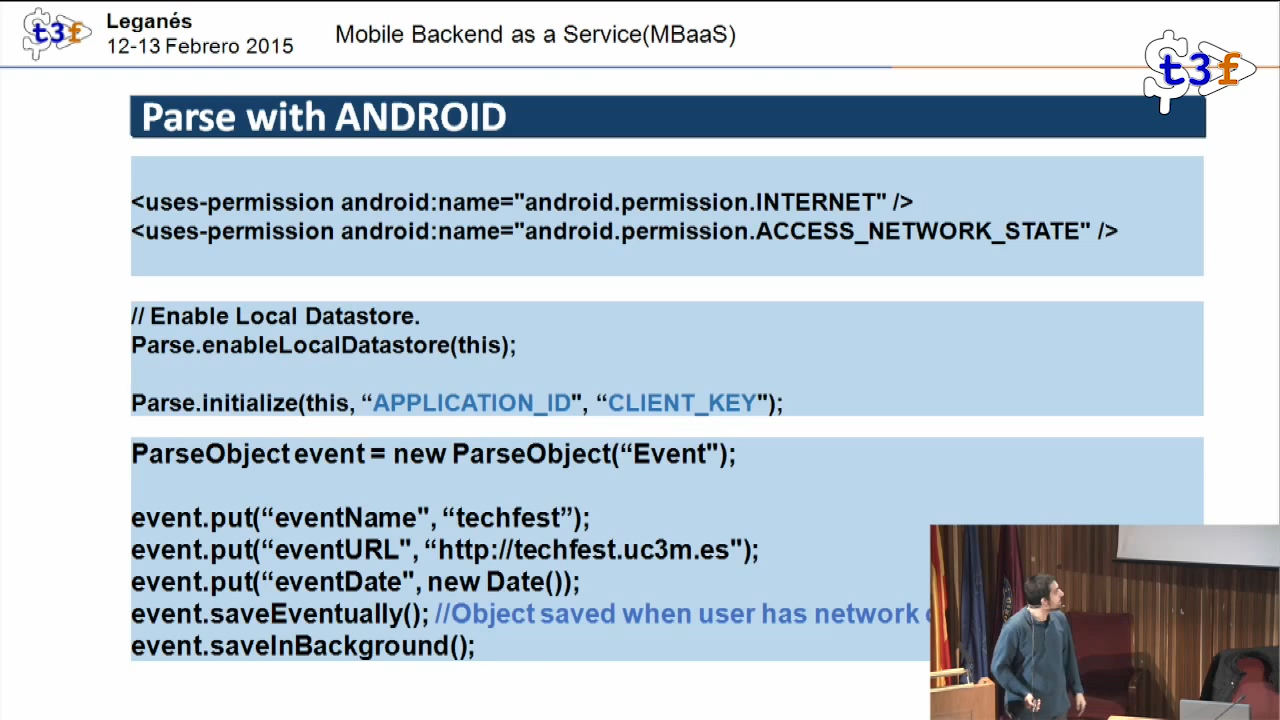 t3f
Leganés
12-13 Febrero 2015
Mobile Backend as a Service(MBaaS)
t3f
Parse with ANDROID
<uses-permission android:name="android.permission.INTERNET" />
<uses-permission android:name="android.permission.ACCESS_NETWORK_STATE" />
// Enable Local Datastore.
Parse.enableLocalDatastore(this);
Parse.initialize(this, “APPLICATION_ID", “CLIENT_KEY");
ParseObject event = new ParseObject(“Event");
event.put(“eventName", “techfest”);
event.put(“eventURL", “http://techfest.uc3m.es");
event.put(“eventDate", new Date());
event.saveEventually(); //Object saved when user has network
event.saveInBackground();